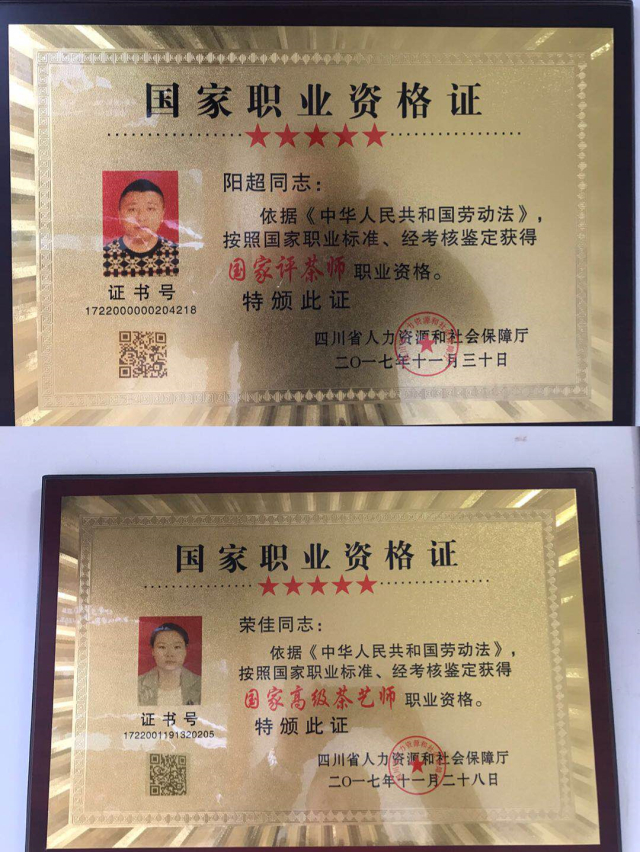 国家职业资格证
阳超同志：
依据《中华人民共和国劳动法》，
按照国家职业标准、经考核鉴定获得
国家评茶师 职业资格。
特颁此证
证书号
1722000000204218
四川省人力资源和社会保障厅
二〇一七年十一月三十日
国家职业资格证
荣佳同志：
依据《中华人民共和国劳动法》，
按照国家职业标准、经考核鉴定获得
国家高级茶艺师 职业资格。
特颁此证
证书号
1722001191320205
四川省人力资源和社会保障厅
二〇一七年十一月二十八日